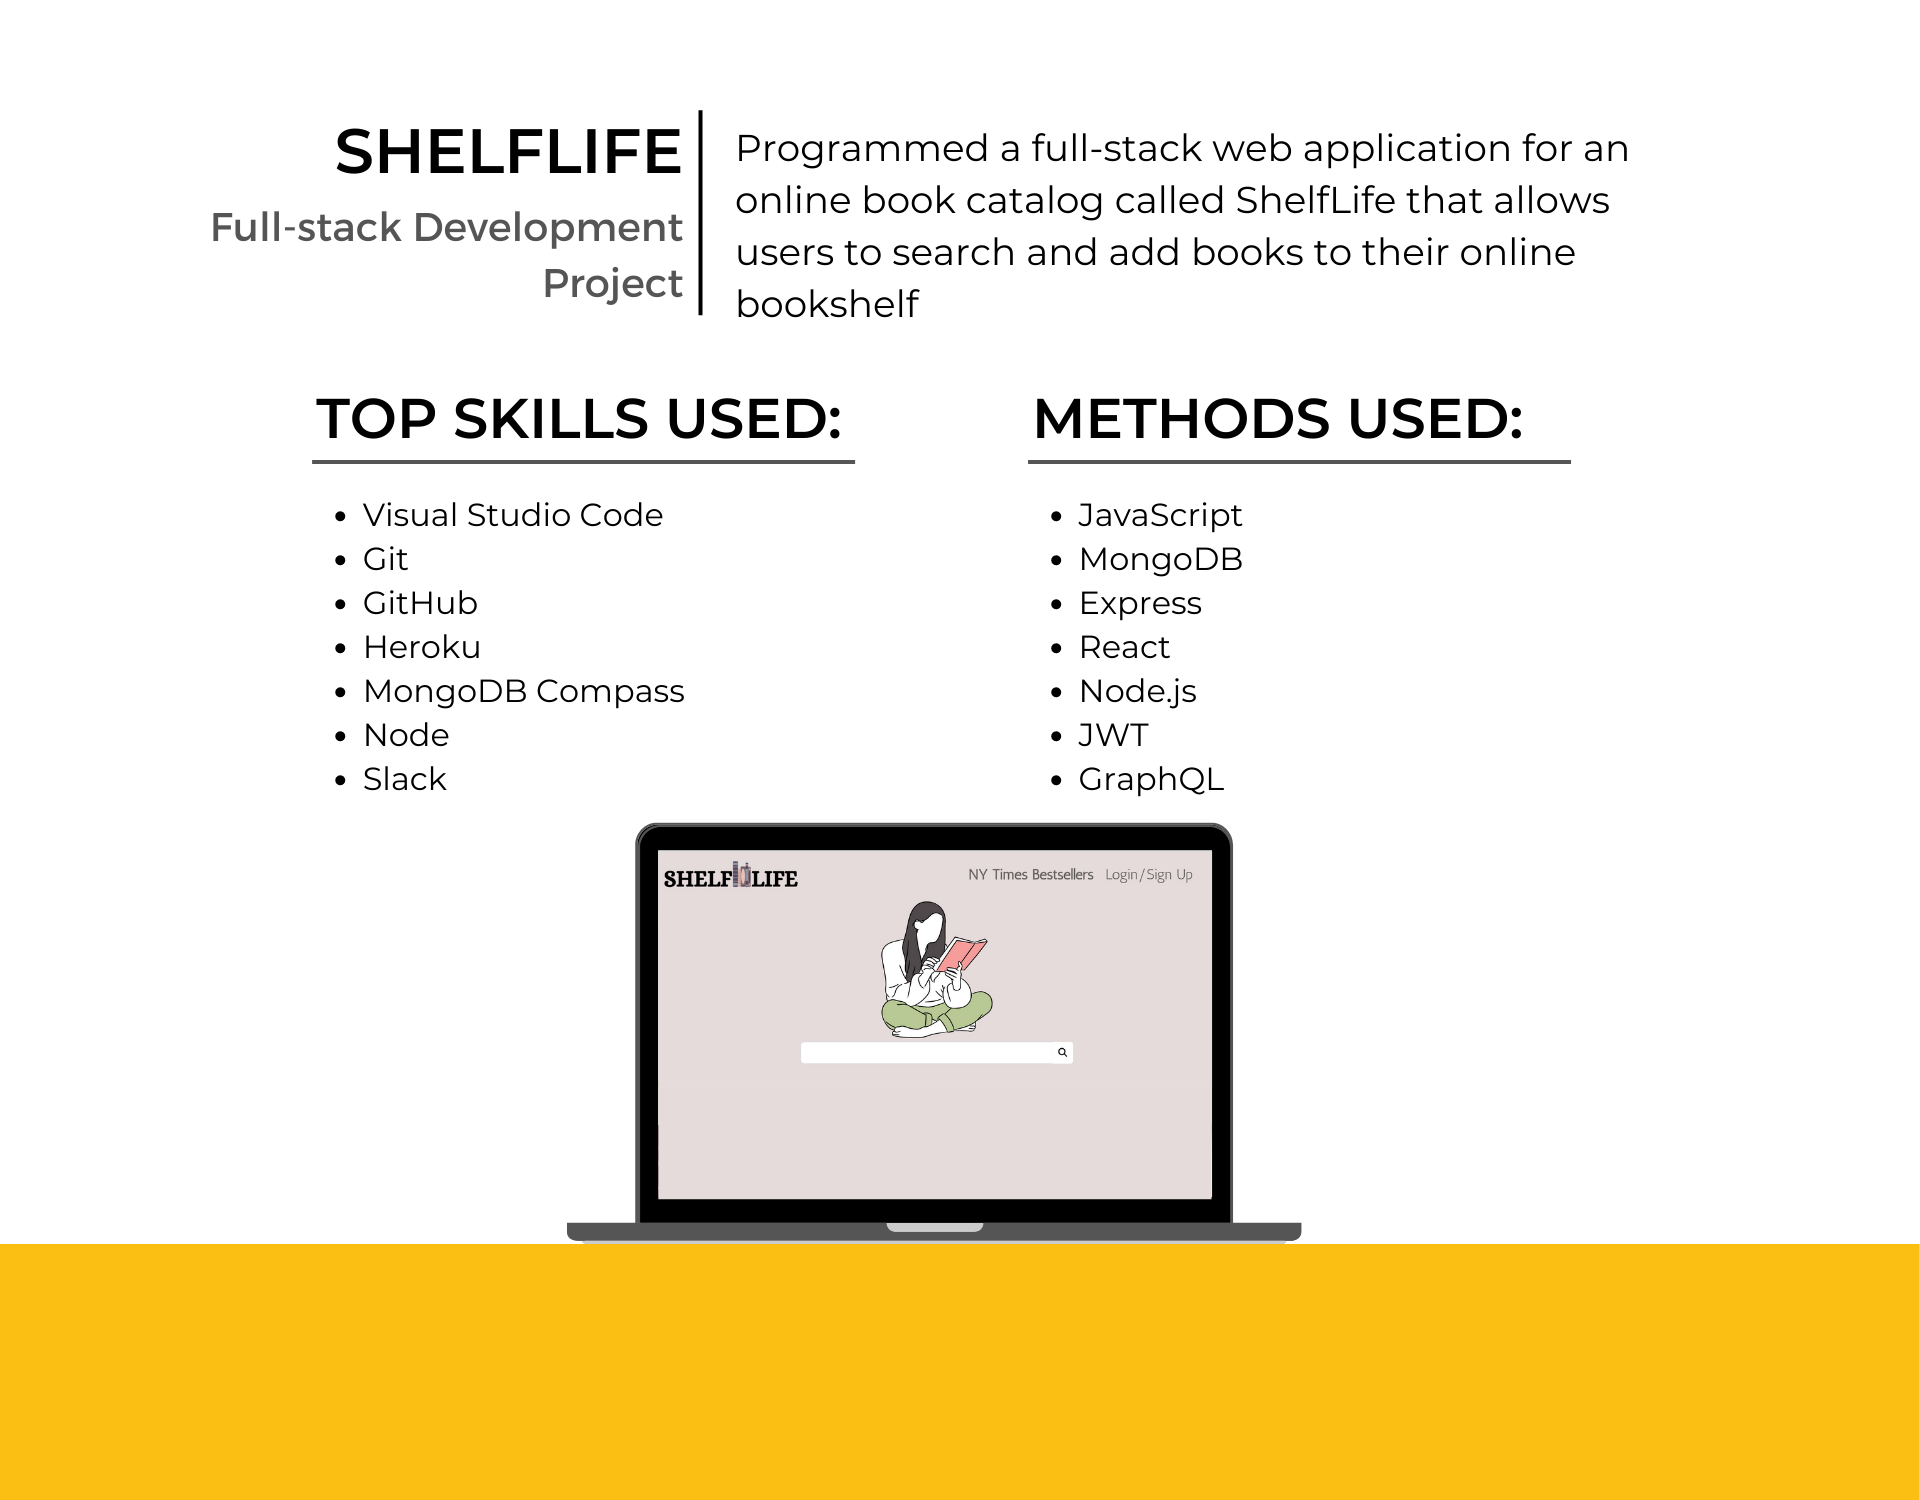 SHELFLIFE
Full-stack Development
Project
Programmed a full-stack web application for an
online book catalog called ShelfLife that allows
users to search and add books to their online
bookshelf
TOP SKILLS USED:
• Visual Studio Code
• Git
• GitHub
• Heroku
• MongoDB Compass
• Node
• Slack
METHODS USED:
• JavaScript
• MongoDB
• Express
• React
• Node.js
• JWT
• GraphQL
SHELF LIFE
NY Times Bestsellers Login/Sign Up